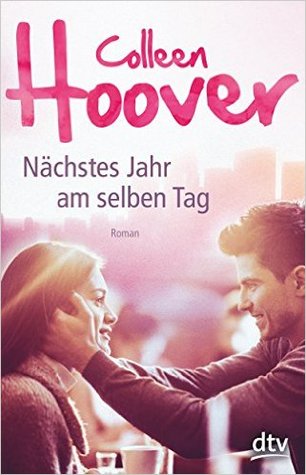 Colleen
Hoover
Nächstes Jahr
am selben Tag
Roman
dtv